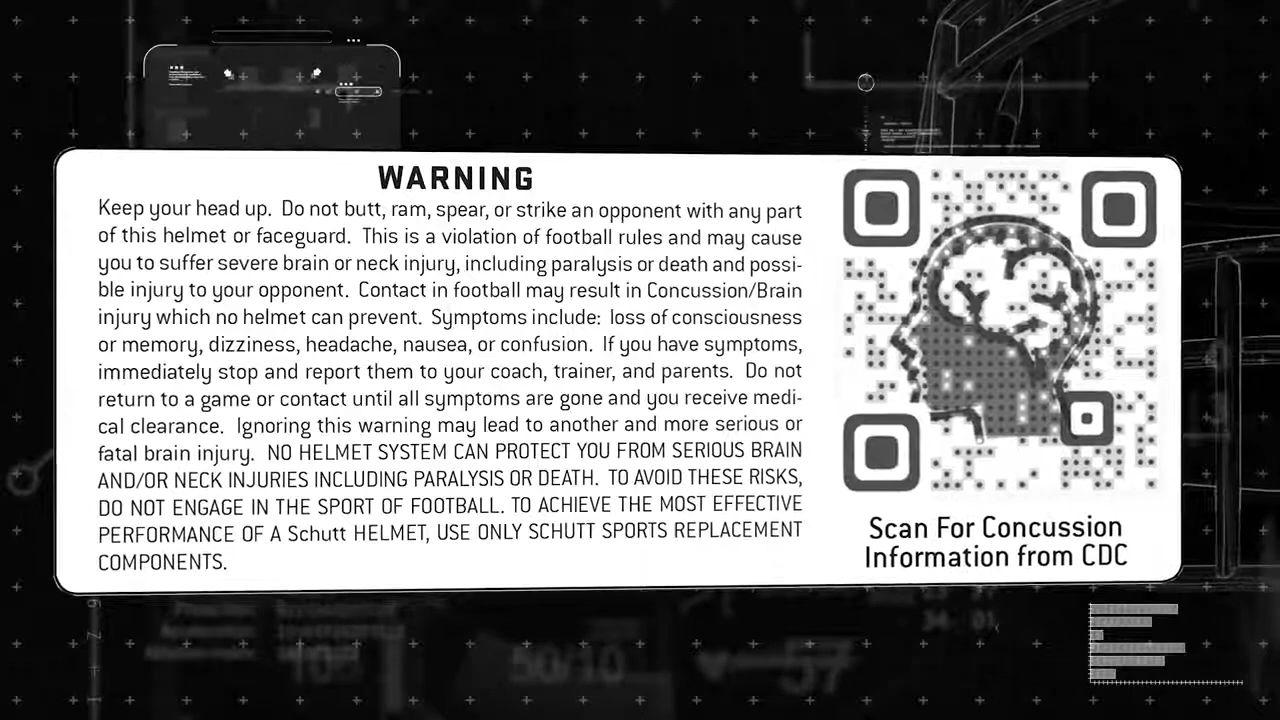 WARNING
Keep your head up. Do not butt, ram, spear, or strike an opponent with any part
of this helmet or faceguard. This is a violation of football rules and may cause
you to suffer severe brain or neck injury, including paralysis or death and possi-
ble injury to your opponent. Contact in football may result in Concussion/Brain
injury which no helmet can prevent. Symptoms include: loss of consciousness
or memory, dizziness, headache, nausea, or confusion. If you have symptoms,
immediately stop and report them to your coach, trainer, and parents. Do not
return to a game or contact until all symptoms are gone and you receive medi-
cal clearance. Ignoring this warning may lead to another and more serious or
fatal brain injury. NO HELMET SYSTEM CAN PROTECT YOU FROM SERIOUS BRAIN
AND/OR NECK INJURIES INCLUDING PARALYSIS OR DEATH. TO AVOID THESE RISKS,
DO NOT ENGAGE IN THE SPORT OF FOOTBALL. TO ACHIEVE THE MOST EFFECTIVE
PERFORMANCE OF A Schutt HELMET, USE ONLY SCHUTT SPORTS REPLACEMENT
COMPONENTS.
Scan For Concussion
Information from CDC
50/10
57